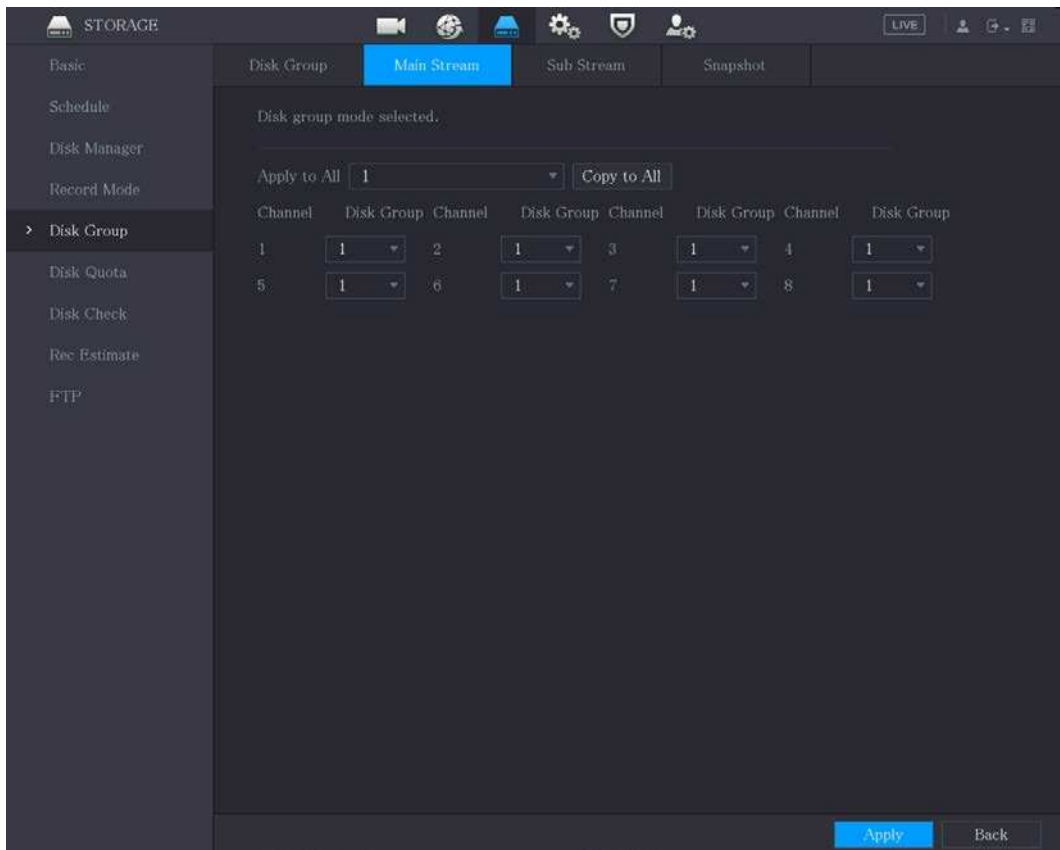 STORAGE
LIVE
Basic
Schedule
Disk Manager
Record Mode
> Disk Group
Disk Quota
Disk Check
Rec Estimate
FTP
Disk Group Main Stream Sub Stream Snapshot
Disk group mode selected.
Apply to All 1 Copy to All
Channel Disk Group Channel Disk Group Channel Disk Group Channel Disk Group
1 1 2 1 3 1 4 1
5 1 6 1 7 1 8 1
Apply Back